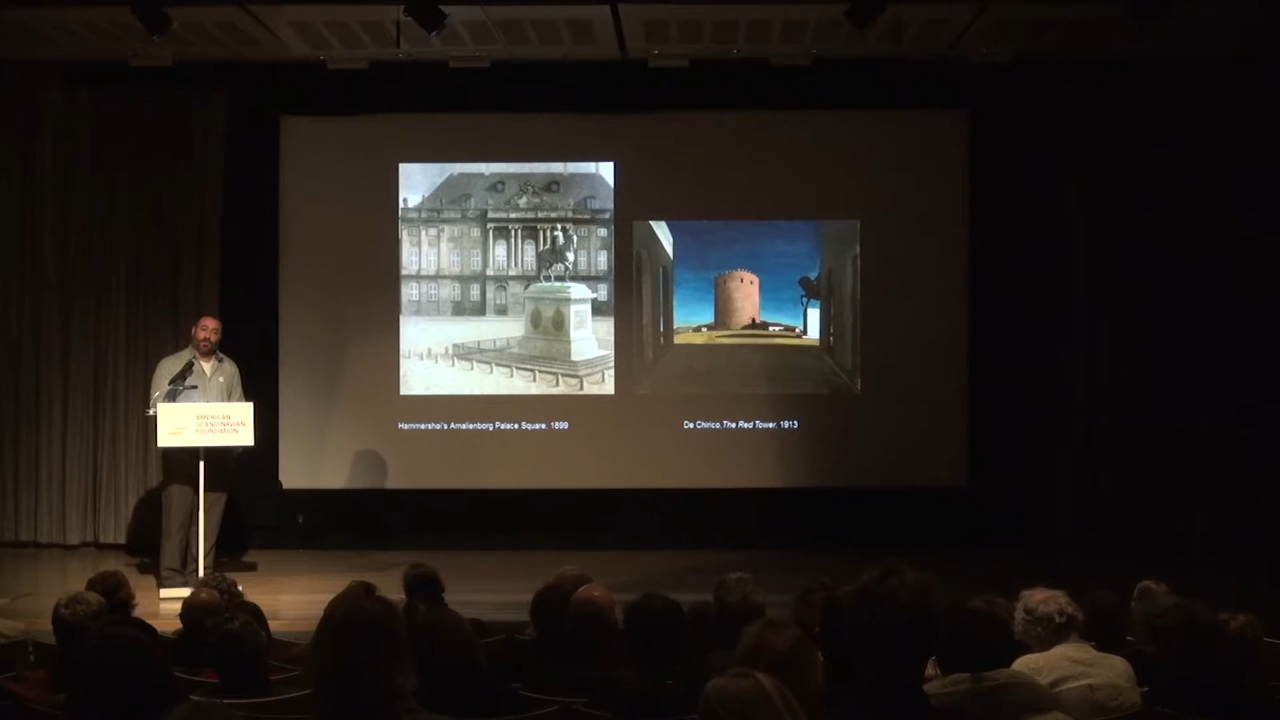 AMERICAN
SCANDINAVIAN
FOUNDATION
Hammershøi's Amalienborg Palace Square, 1899
De Chirico, The Red Tower, 1913